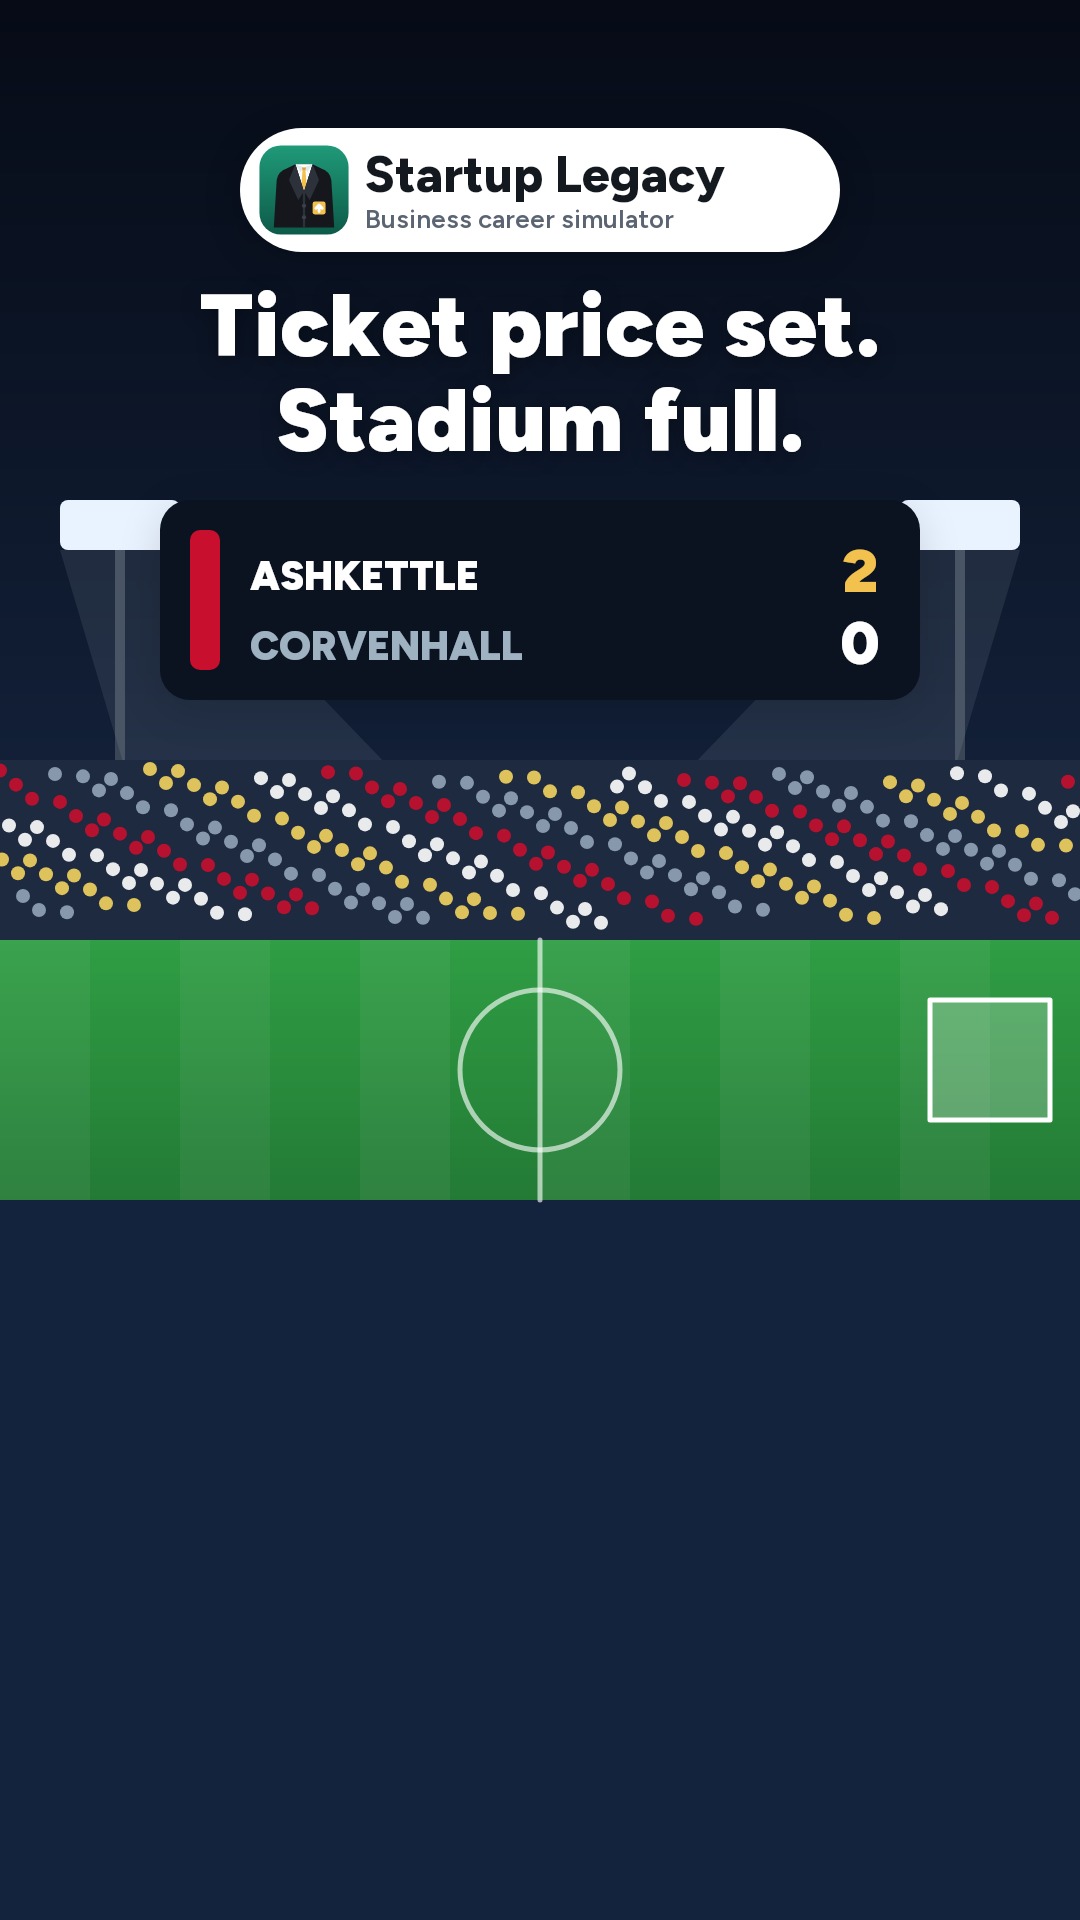 Startup Legacy
Business career simulator
Ticket price set.
Stadium full.
ASHKETTLE 2
CORVENHALL 0